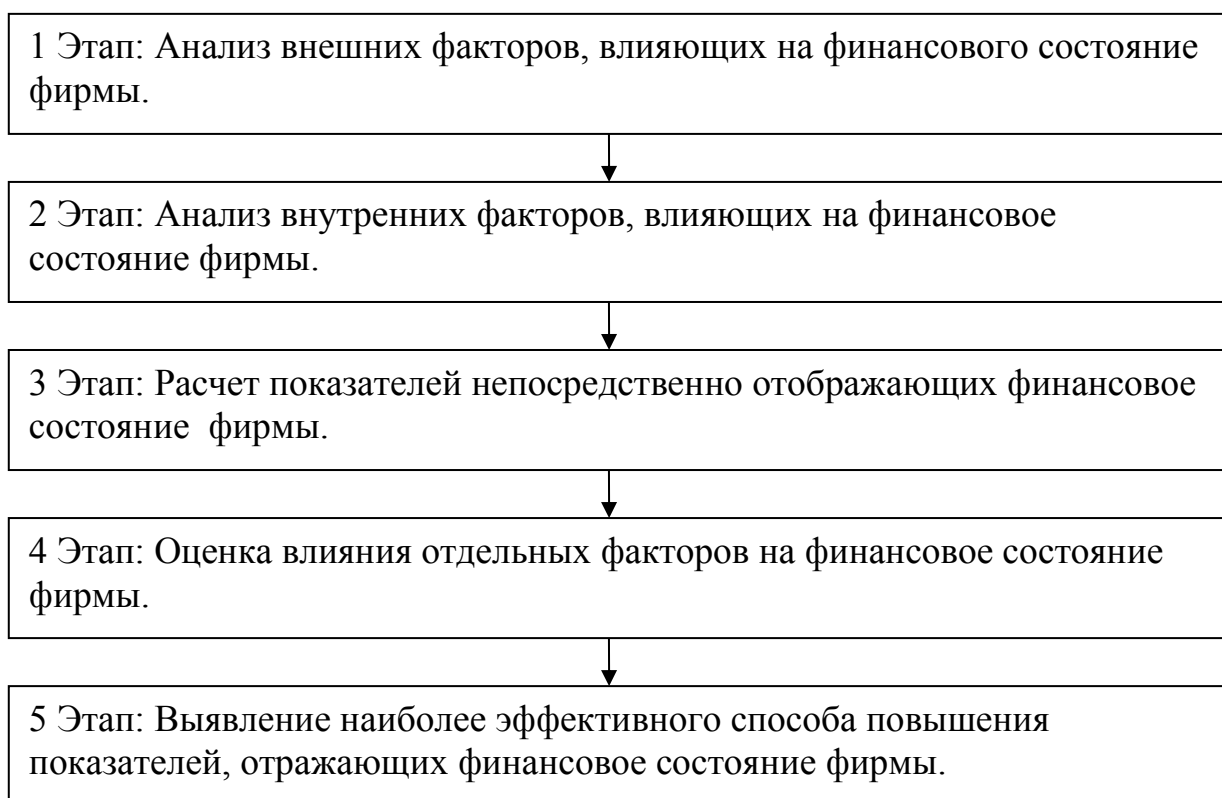 1 Этап: Анализ внешних факторов, влияющих на финансового состояние
фирмы.
2 Этап: Анализ внутренних факторов, влияющих на финансовое
состояние фирмы.
3 Этап: Расчет показателей непосредственно отображающих финансовое
состояние  фирмы.
4 Этап: Оценка влияния отдельных факторов на финансовое состояние
фирмы.
5 Этап: Выявление наиболее эффективного способа повышения
показателей, отражающих финансовое состояние фирмы.